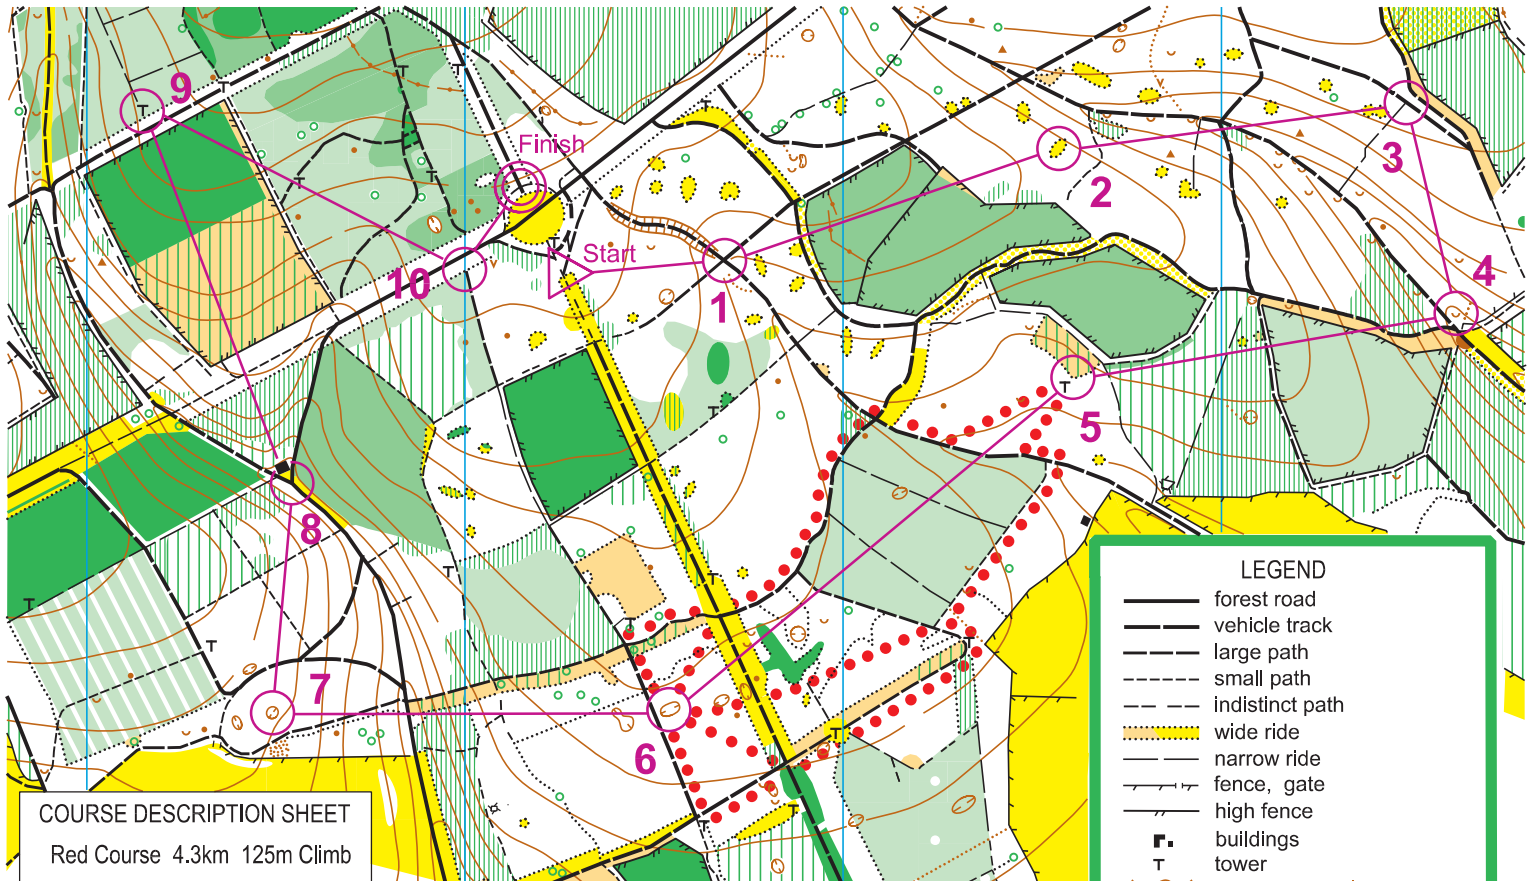 9
Finish
2
3
Start
10
1
4
5
8
7
6
LEGEND
forest road
vehicle track
large path
small path
indistinct path
wide ride
narrow ride
fence, gate
high fence
buildings
tower
COURSE DESCRIPTION SHEET
Red Course 4.3km 125m Climb